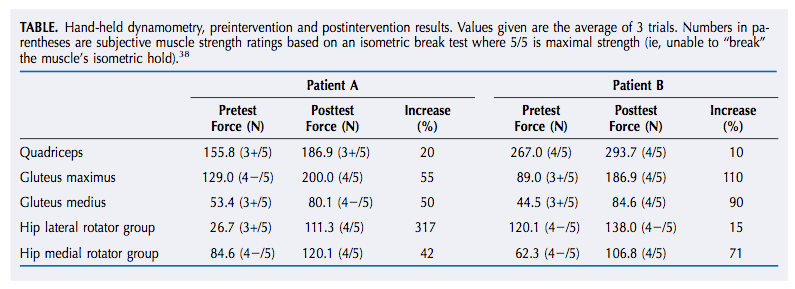 TABLE. Hand-held dynamometry, preintervention and postintervention results. Values given are the average of 3 trials. Numbers in pa-
rentheses are subjective muscle strength ratings based on an isometric break test where 5/5 is maximal strength (ie, unable to “break”
the muscle’s isometric hold).38
Patient A Patient B
Pretest Posttest Increase Pretest Posttest Increase
Force (N) Force (N) (%) Force (N) Force (N) (%)
Quadriceps 155.8 (3+/5) 186.9 (3+/5) 20 267.0 (4/5) 293.7 (4/5) 10
Gluteus maximus 129.0 (4−/5) 200.0 (4/5) 55 89.0 (3+/5) 186.9 (4/5) 110
Gluteus medius 53.4 (3+/5) 80.1 (4−/5) 50 44.5 (3+/5) 84.6 (4/5) 90
Hip lateral rotator group 26.7 (3+/5) 111.3 (4/5) 317 120.1 (4−/5) 138.0 (4−/5) 15
Hip medial rotator group 84.6 (4−/5) 120.1 (4/5) 42 62.3 (4−/5) 106.8 (4/5) 71